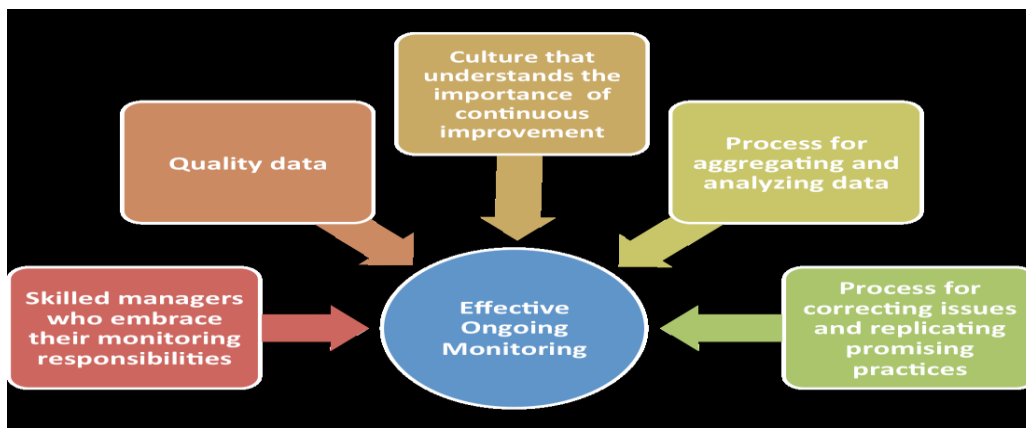 Culture that
understands the
importance of
continuous
improvement
Quality data
Process for
aggregating and
analyzing data
Skilled managers
who embrace
their monitoring
responsibilities
Effective
Ongoing
Monitoring
Process for
correcting issues
and replicating
promising
practices